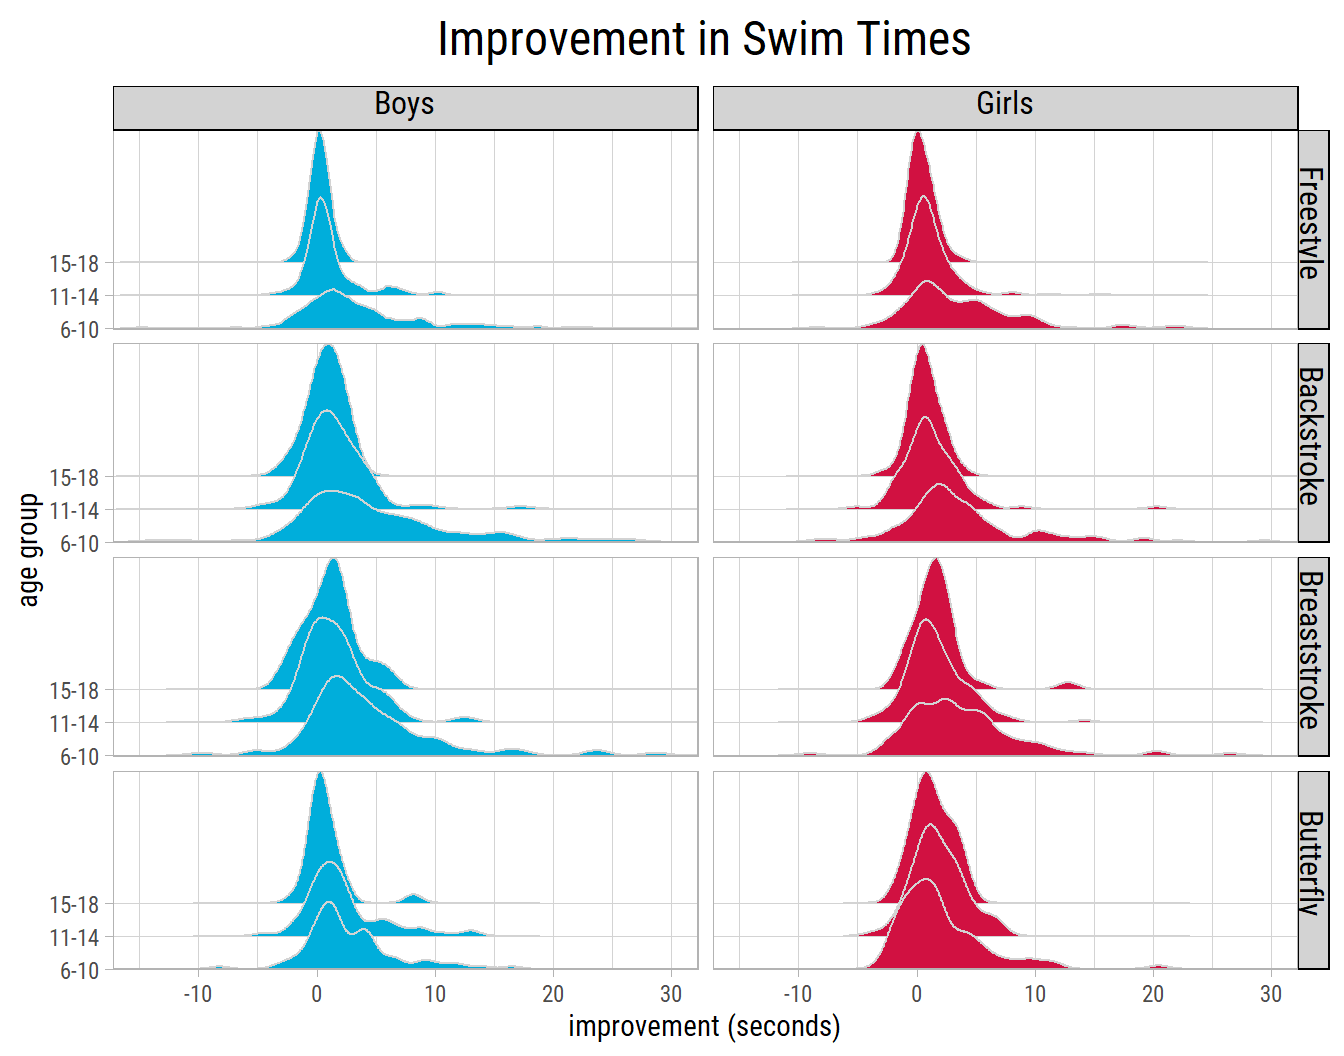 Improvement in Swim Times
Boys
Girls
Freestyle
15-18
11-14
6-10
Backstroke
15-18
11-14
6-10
age group
Breaststroke
15-18
11-14
6-10
Butterfly
15-18
11-14
6-10
-10 0 10 20 30
-10 0 10 20 30
improvement (seconds)